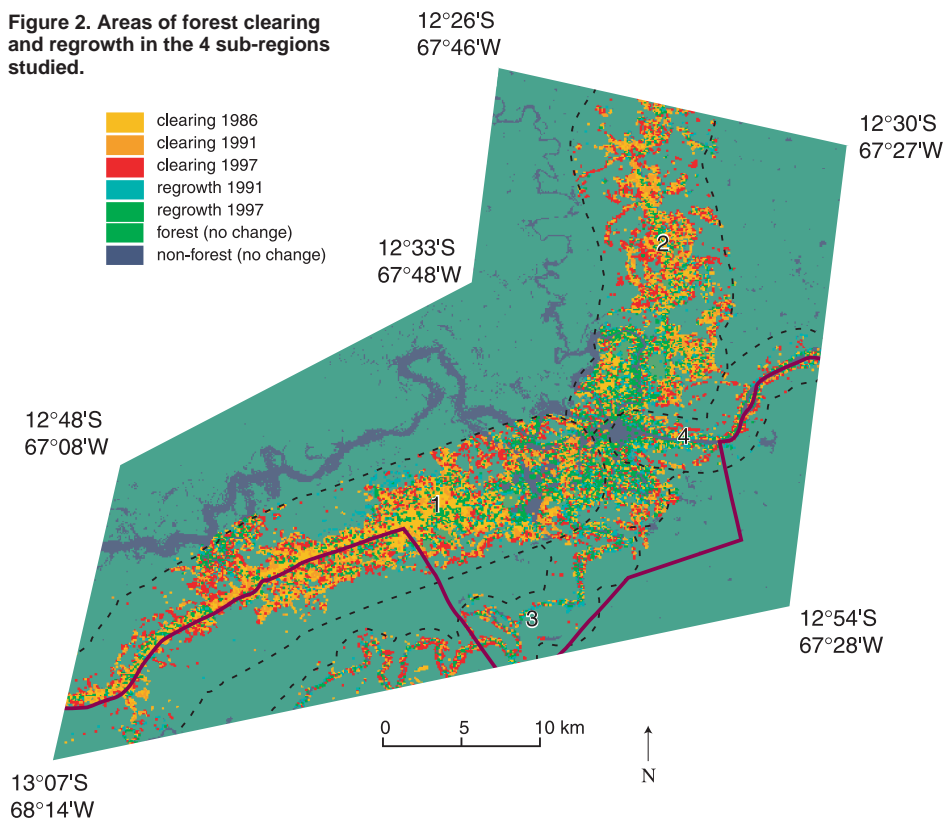 Figure 2. Areas of forest clearing
and regrowth in the 4 sub-regions
studied.
12°26'S
67°46'W
12°30'S
67°27'W
clearing 1986
clearing 1991
clearing 1997
regrowth 1991
regrowth 1997
forest (no change)
non-forest (no change)
12°33'S
67°48'W
2
12°48'S
67°08'W
4
1
3
12°54'S
67°28'W
0 5 10 km
N
13°07'S
68°14'W